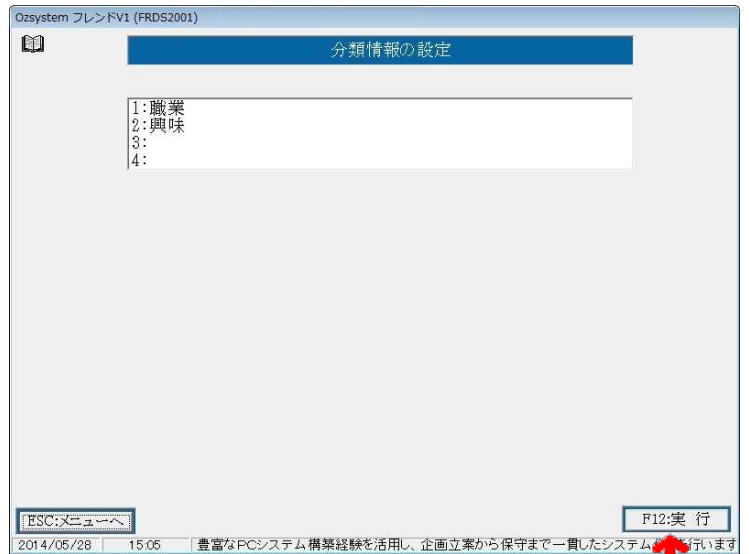 Ozsystem フレンドV1 (FRDS2001)
分類情報の設定
1:職業
2:興味
3:
4:
ESC:メニューへ
F12:実 行
2014/05/28 15:05 豊富なPCシステム構築経験を活用し、企画立案から保守まで一貫したシステム 行います